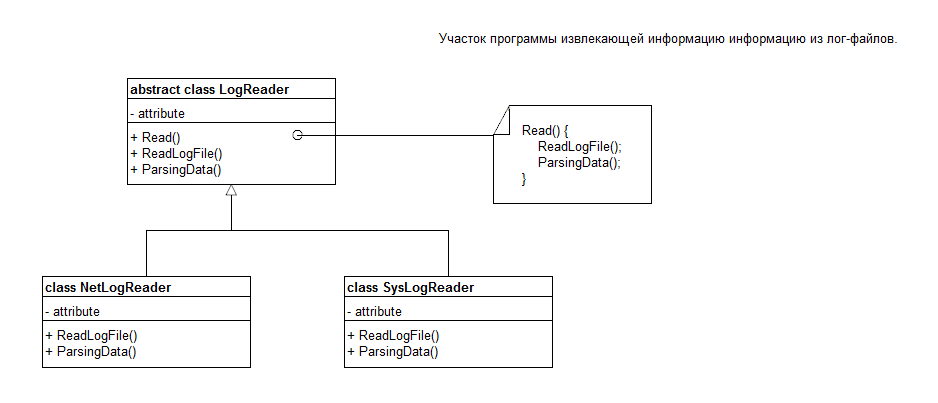 Участок программы извлекающей информацию информацию из лог-файлов.
abstract class LogReader
- attribute
+ Read()
+ ReadLogFile()
+ ParsingData()
Read() {
ReadLogFile();
ParsingData();
}
class NetLogReader
- attribute
+ ReadLogFile()
+ ParsingData()
class SysLogReader
- attribute
+ ReadLogFile()
+ ParsingData()